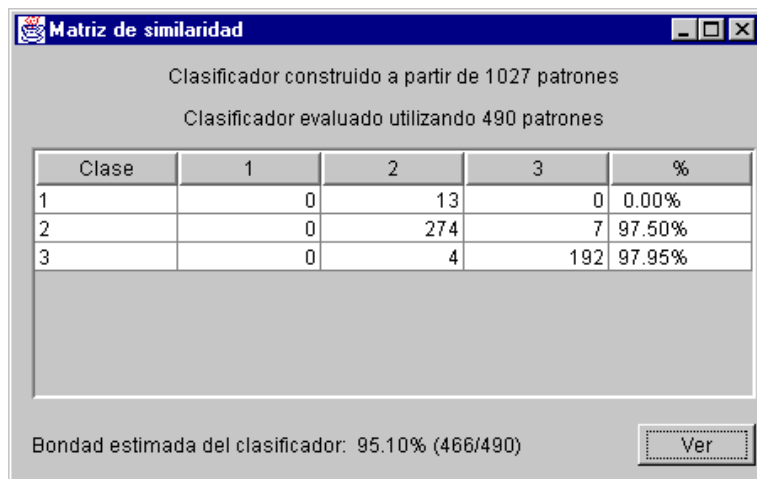 Matriz de similaridad
Clasificador construido a partir de 1027 patrones
Clasificador evaluado utilizando 490 patrones
Clase 1 2 3 %
1 0 13 0 0.00%
2 0 274 7 97.50%
3 0 4 192 97.95%
Bondad estimada del clasificador: 95.10% (466/490)
Ver